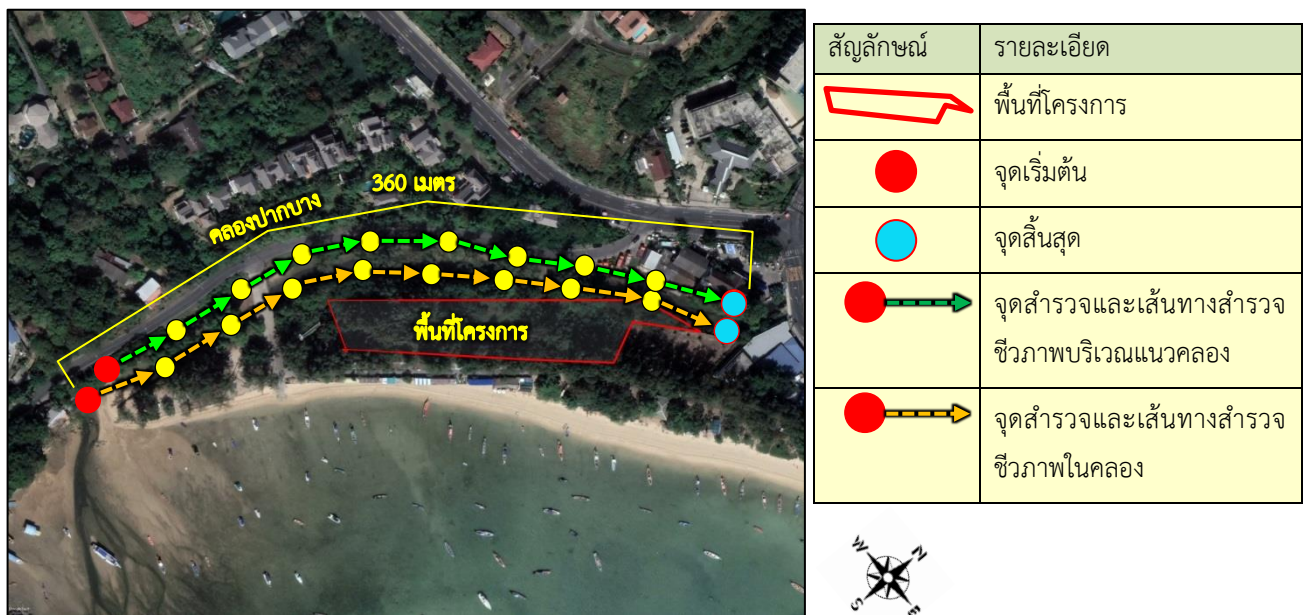 360 เมตร
คลองปากบาง
พื้นที่โครงการ
สัญลักษณ์
รายละเอียด
พื้นที่โครงการ
จุดเริ่มต้น
จุดสิ้นสุด
จุดสำรวจและเส้นทางสำรวจ
ชีวภาพบริเวณแนวคลอง
จุดสำรวจและเส้นทางสำรวจ
ชีวภาพในคลอง
W
N
S
E